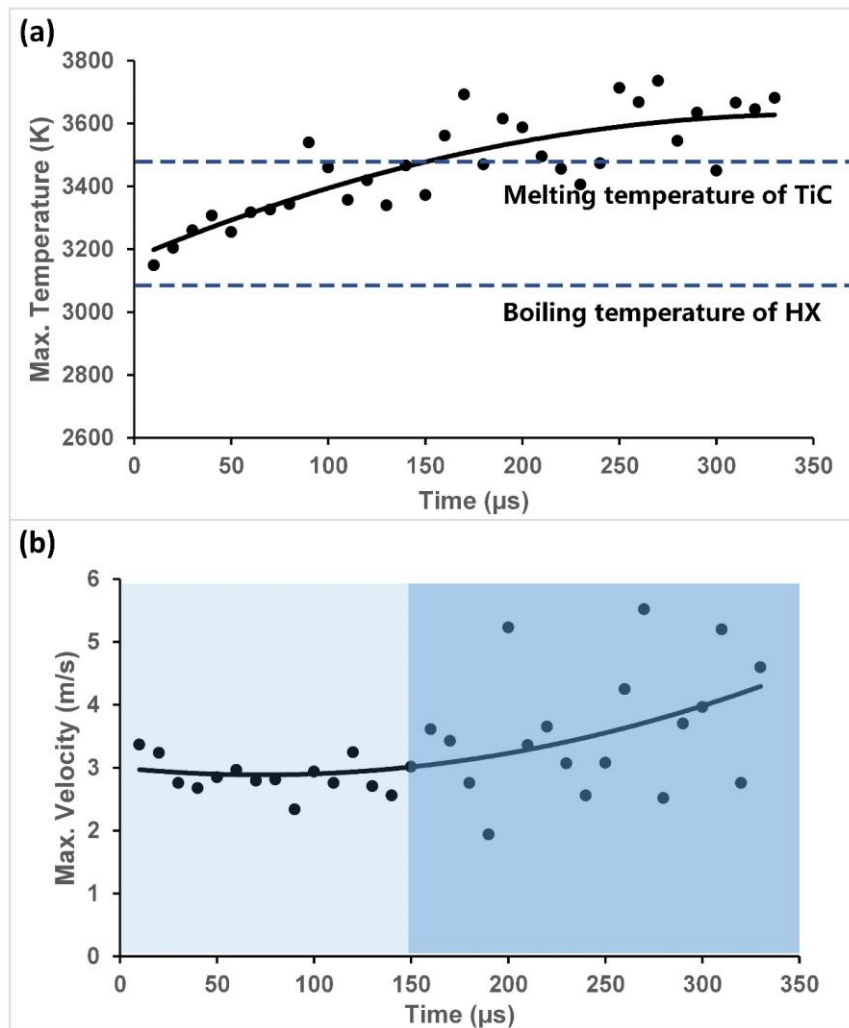 (a)
3800
3600
3400
3200
3000
2800
2600
Max. Temperature (K)
Melting temperature of TiC
Boiling temperature of HX
0 50 100 150 200 250 300 350
Time (μs)
(b)
6
5
4
3
2
1
0
Max. Velocity (m/s)
0 50 100 150 200 250 300 350
Time (μs)